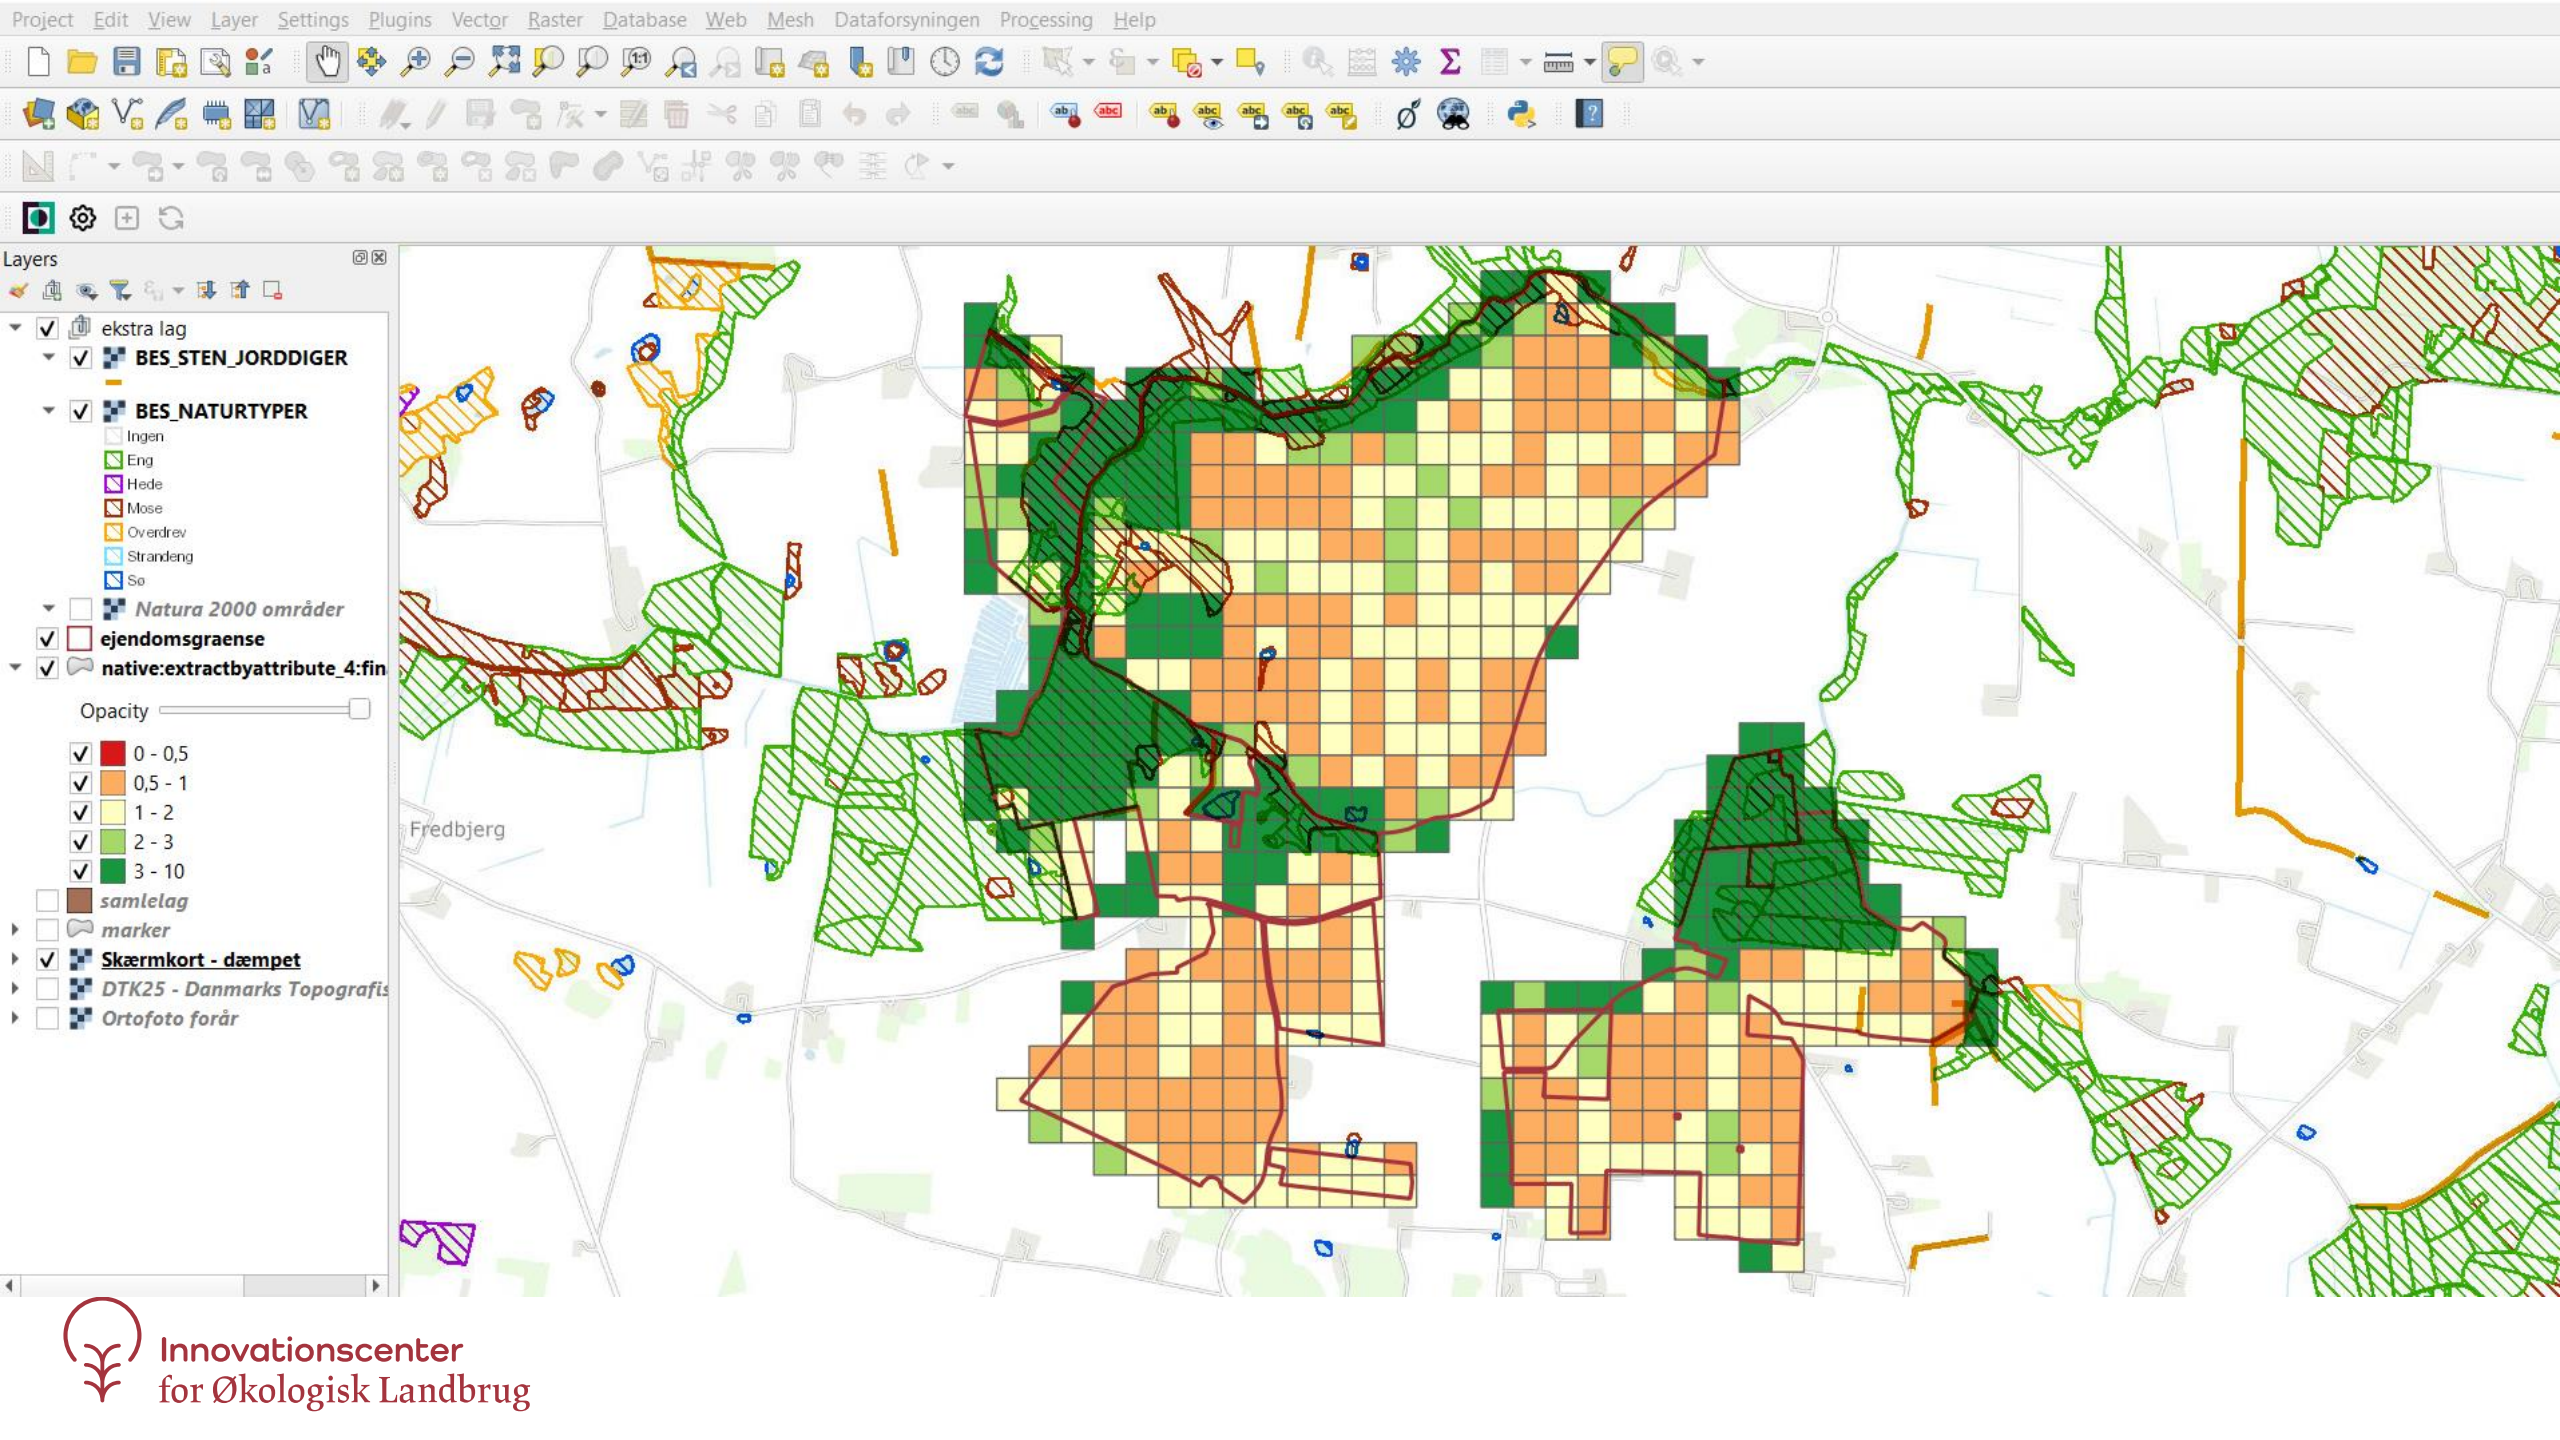 Project Edit View Layer Settings Plugins Vector Raster Database Web Mesh Dataforsyningen Processing Help
Layers
ekstra lag
BES_STEN_JORDDIGER
BES_NATURTYPER
Ingen
Eng
Hede
Mose
Overdrev
Strandeng
Sø
Natura 2000 områder
ejendomsgraense
native:extractbyattribute_4:fin
Opacity
0 - 0,5
0,5 - 1
1 - 2
2 - 3
3 - 10
samlelag
marker
Skærmkort - dæmpet
DTK25 - Danmarks Topografis
Ortofoto forår
Fredbjerg
Innovationscenter
for Økologisk Landbrug